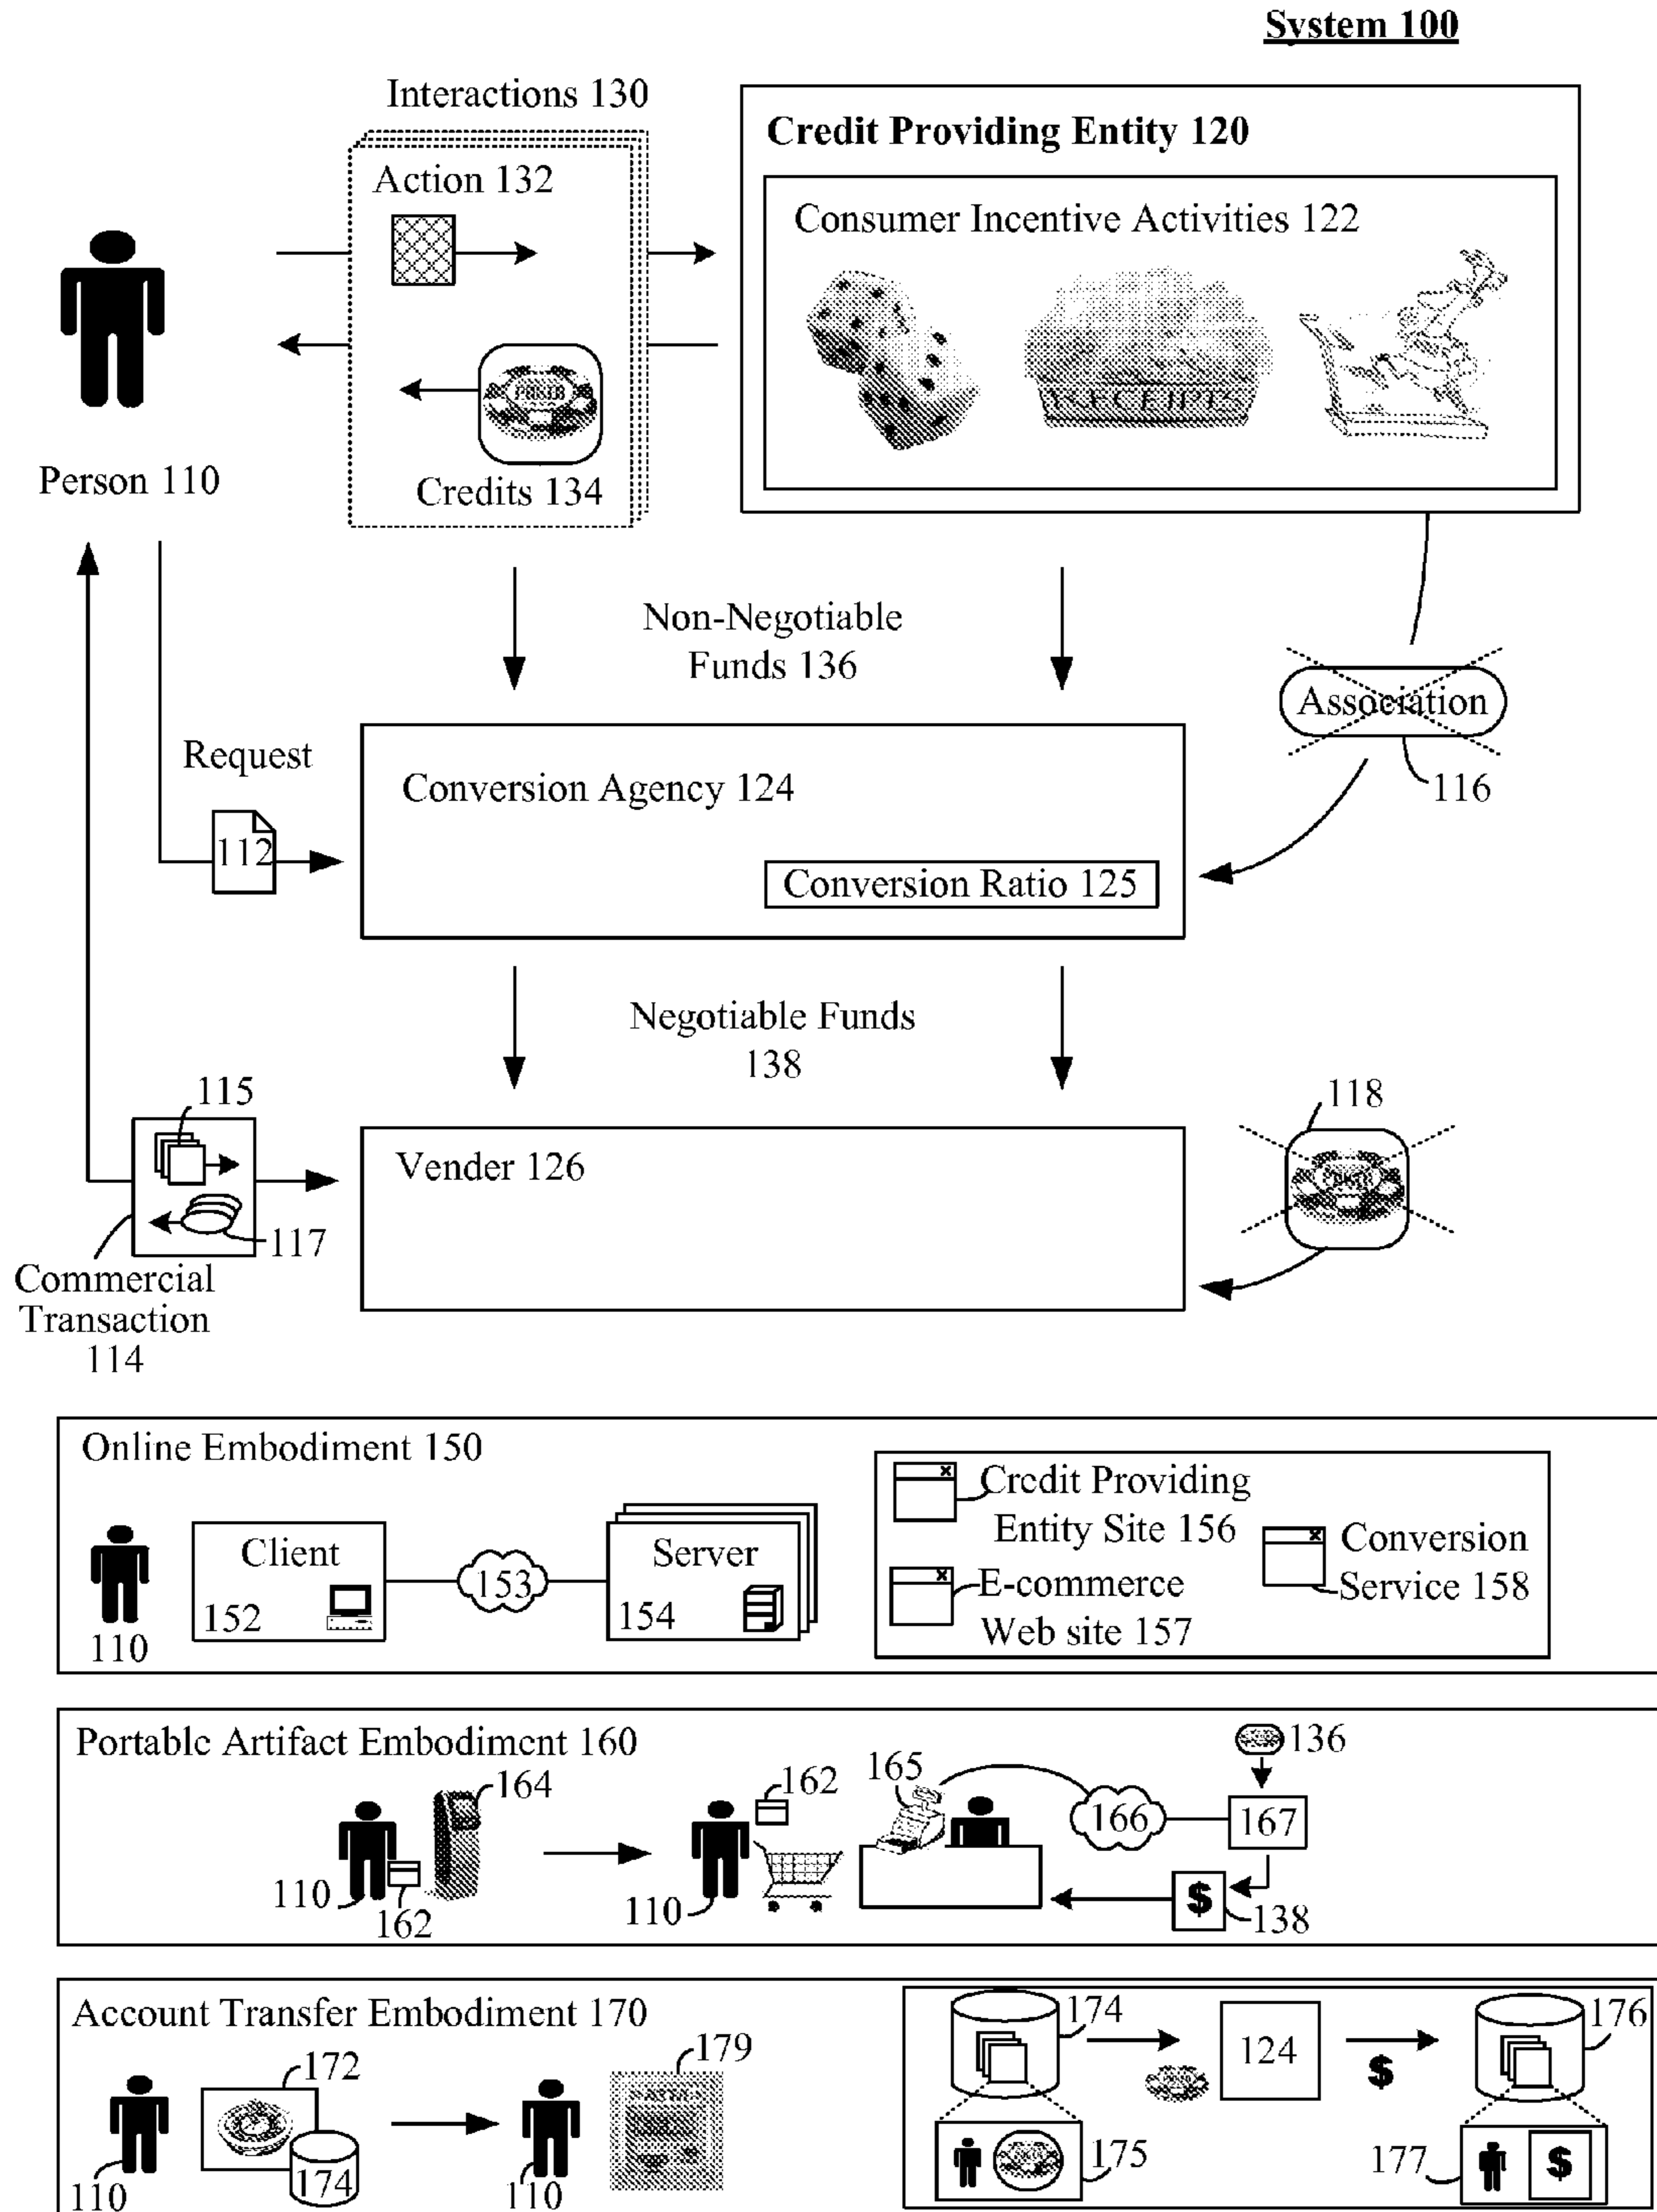 System 100
Interactions 130
Credit Providing Entity 120
Action 132
Consumer Incentive Activities 122
POKER
RECEIPTS
Person 110
Credits 134
Non-Negotiable
Funds 136
Association
116
Request
112
Conversion Agency 124
Conversion Ratio 125
Negotiable Funds
138
115
118
Vender 126
117
Commercial
Transaction
114
Online Embodiment 150
Client
152
153
Server
154
110
Credit Providing
Entity Site 156
E-commerce
Web site 157
Conversion
Service 158
Portable Artifact Embodiment 160
164
110
162
162
110
165
166
136
167
$
138
Account Transfer Embodiment 170
172
174
110
179
110
174
124
$
176
175
177
$